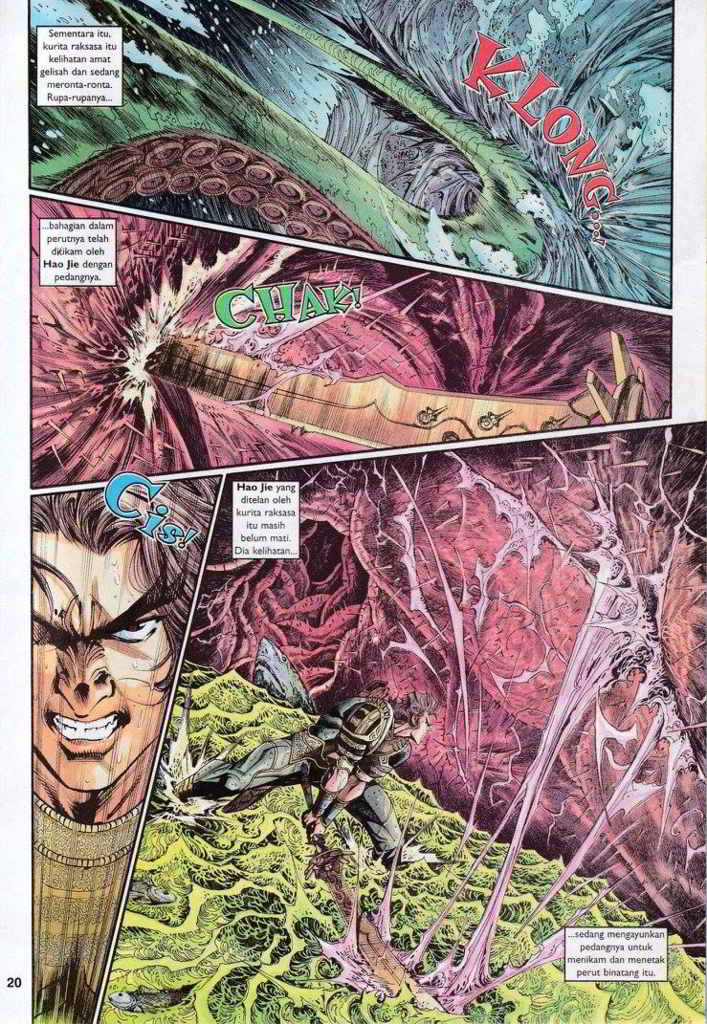 Sementara itu,
kurita raksasa itu
kelihatan amat
gelisah dan sedang
meronta-ronta.
Rupa-rupanya...
KLONGooo!
...bahagian dalam
perutnya telah
ditikam oleh
Hao Jie dengan
pedangnya.
CHAK!
Cis!
Hao Jie yang
ditelan oleh
kurita raksasa
itu masih
belum mati.
Dia kelihatan...
...sedang mengayunkan
pedangnya untuk
menikam dan menetak
perut binatang itu.
20